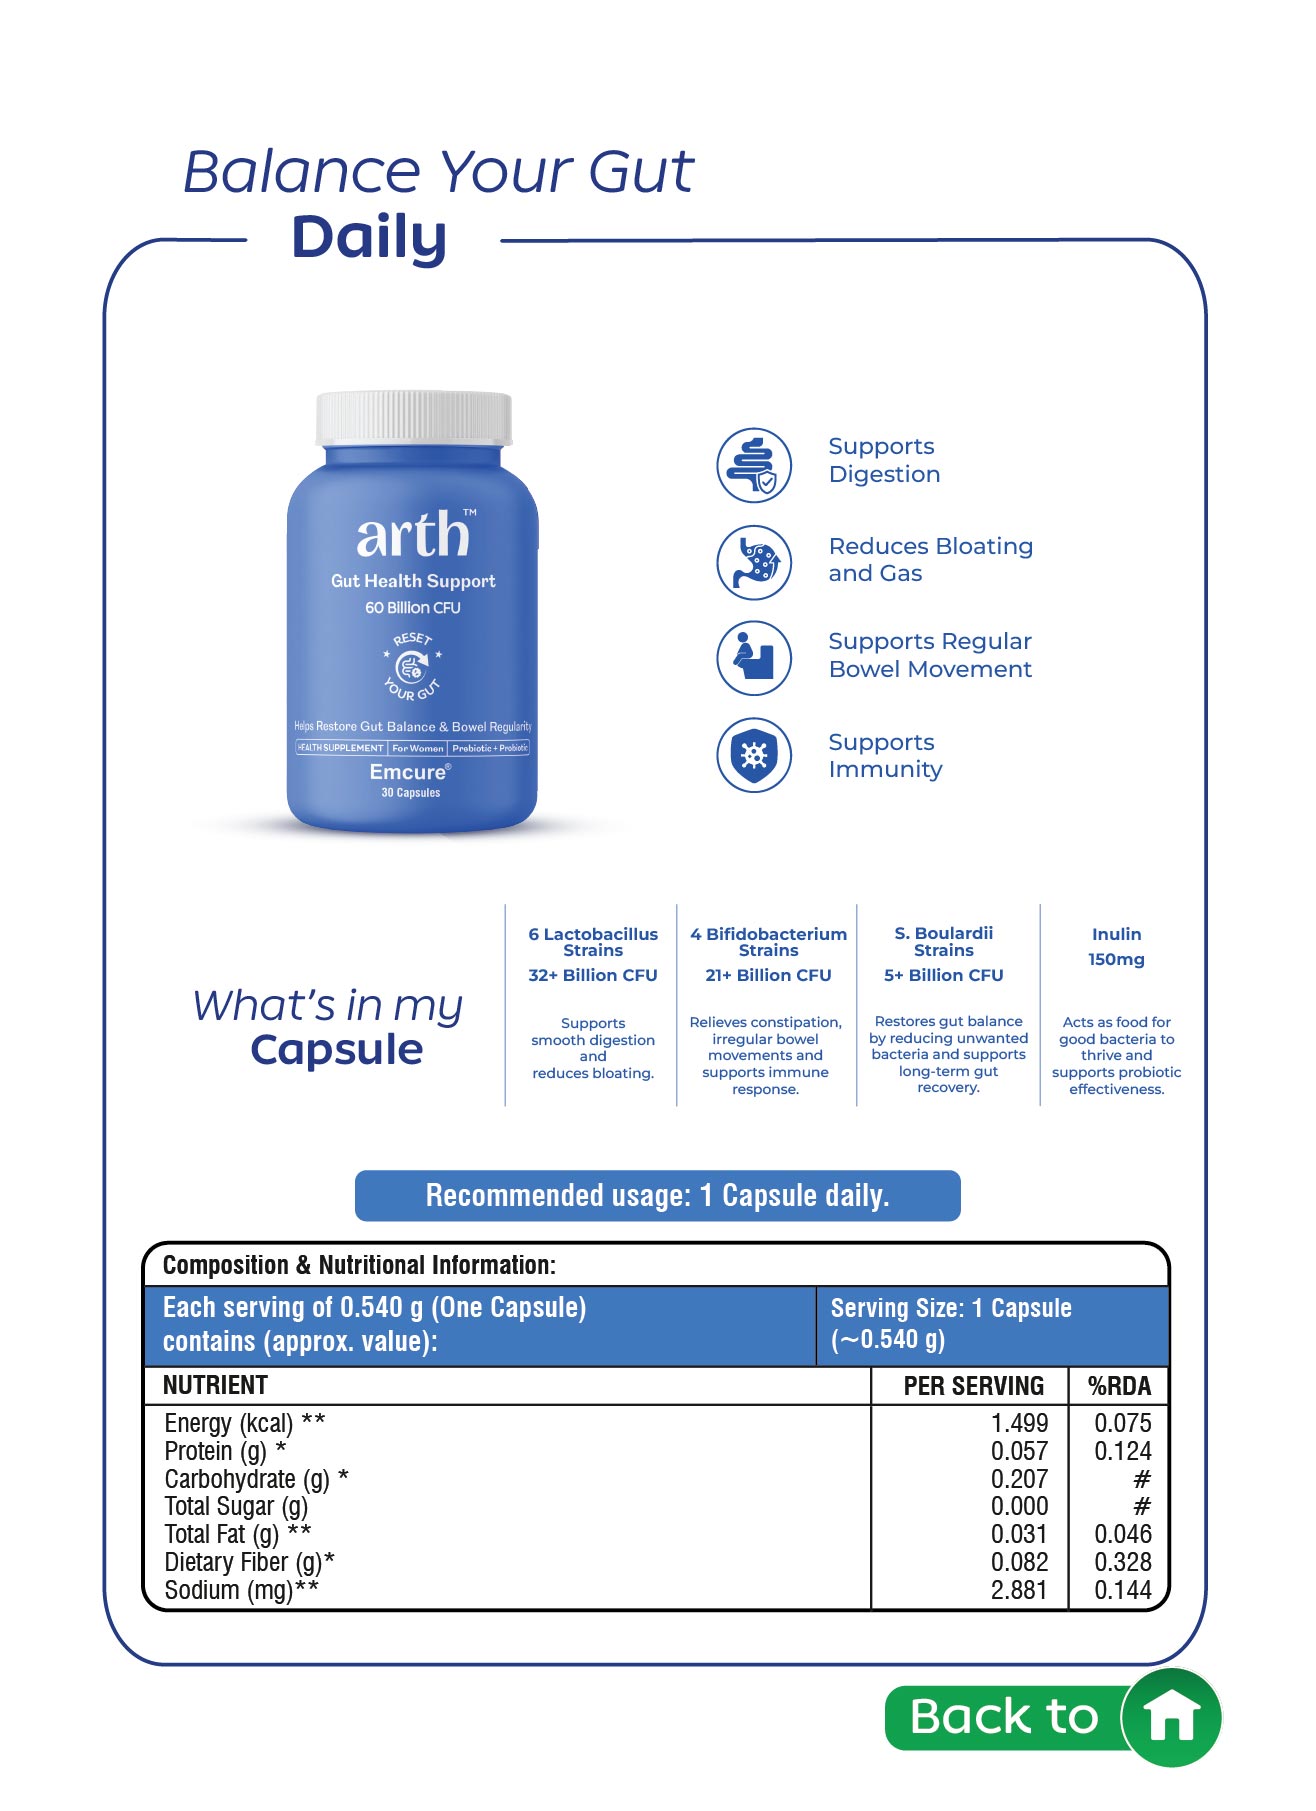 Balance Your Gut
Daily
arth™
Gut Health Support
60 Billion CFU
RESET
YOUR GUT
Helps Restore Gut Balance & Bowel Regularity
HEALTH SUPPLEMENT | For Women | Prebiotic + Probiotic
Emcure®
30 Capsules
Supports
Digestion
Reduces Bloating
and Gas
Supports Regular
Bowel Movement
Supports
Immunity
What's in my
Capsule
6 Lactobacillus
Strains
32+ Billion CFU
Supports
smooth digestion
and
reduces bloating.
4 Bifidobacterium
Strains
21+ Billion CFU
Relieves constipation,
irregular bowel
movements and
supports immune
response.
S. Boulardii
Strains
5+ Billion CFU
Restores gut balance
by reducing unwanted
bacteria and supports
long-term gut
recovery.
Inulin
150mg
Acts as food for
good bacteria to
thrive and
supports probiotic
effectiveness.
Recommended usage: 1 Capsule daily.
Composition & Nutritional Information:
Each serving of 0.540 g (One Capsule)
contains (approx. value):
Serving Size: 1 Capsule
(~0.540 g)
NUTRIENT PER SERVING %RDA
Energy (kcal) ** 1.499 0.075
Protein (g) * 0.057 0.124
Carbohydrate (g) * 0.207 #
Total Sugar (g) 0.000 #
Total Fat (g) ** 0.031 0.046
Dietary Fiber (g)* 0.082 0.328
Sodium (mg)** 2.881 0.144
Back to